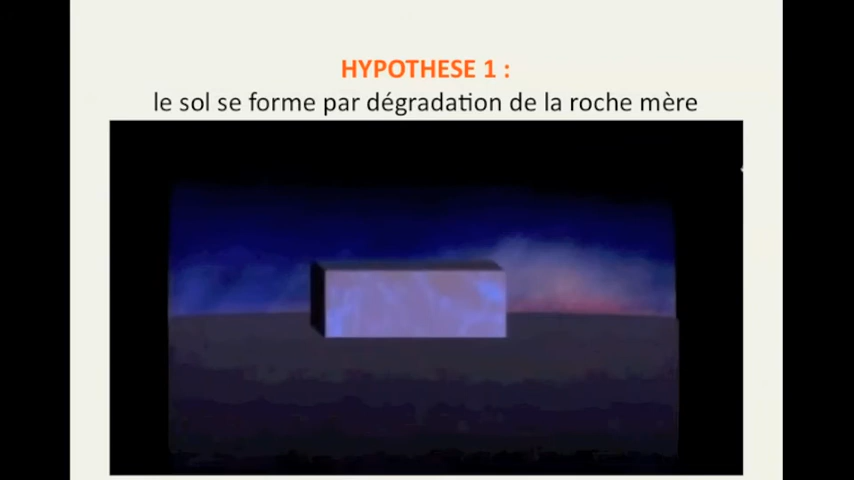 HYPOTHESE 1 :
le sol se forme par dégradation de la roche mère